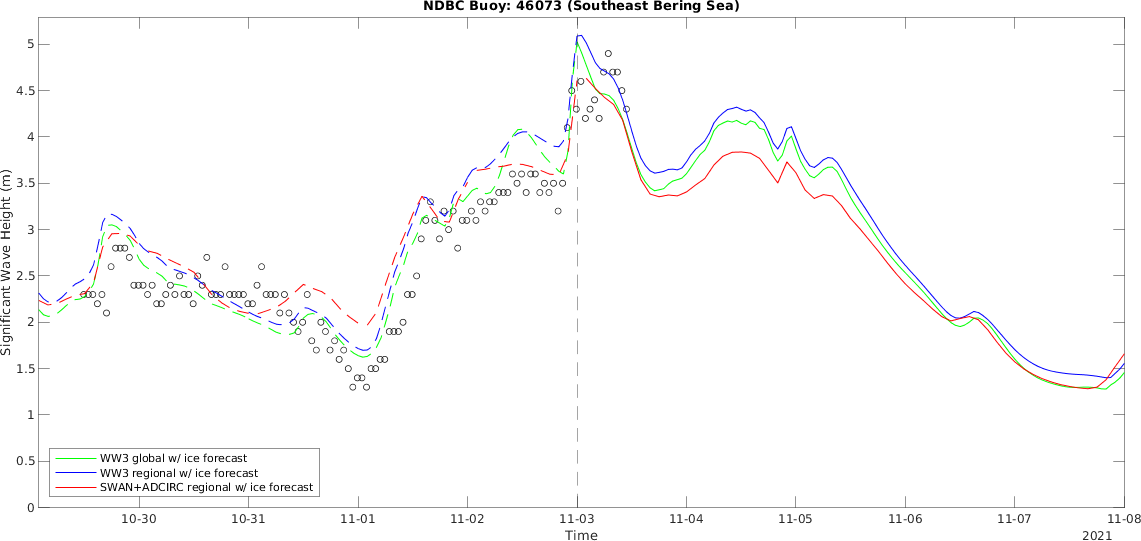 NDBC Buoy: 46073 (Southeast Bering Sea)
Significant Wave Height (m)
5
4.5
4
3.5
3
2.5
2
1.5
1
0.5
0
WW3 global w/ ice forecast
WW3 regional w/ ice forecast
SWAN+ADCIRC regional w/ ice forecast
10-30 10-31 11-01 11-02 11-03 11-04 11-05 11-06 11-07 11-08
Time 2021